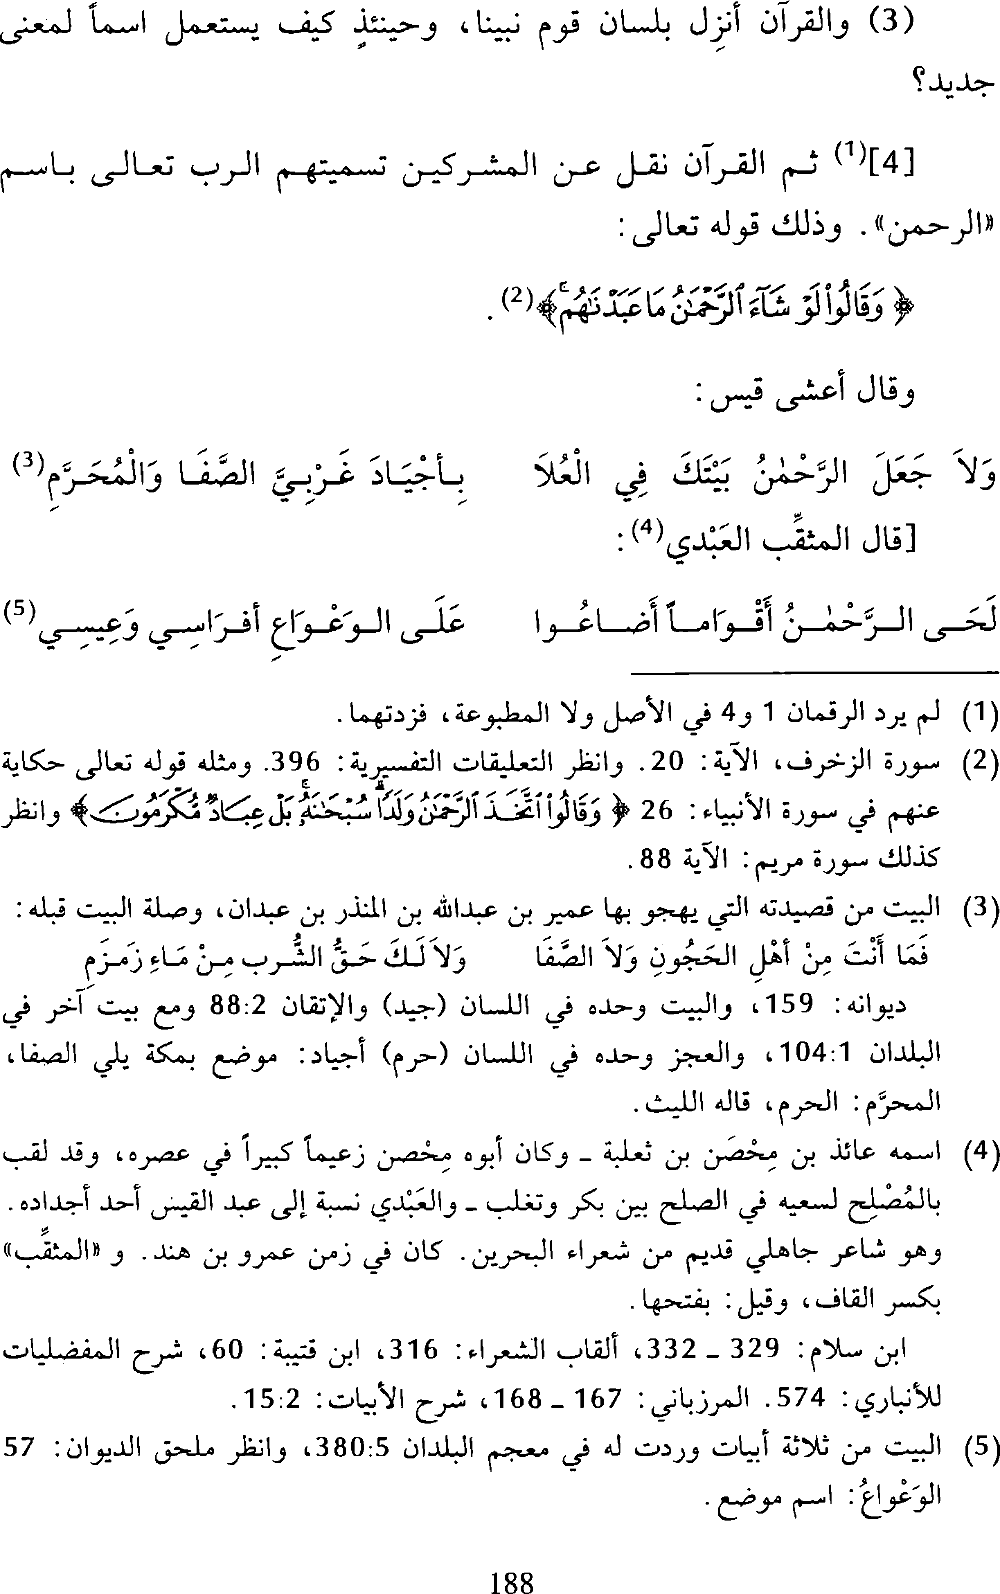 (3) والقرآن أنزِل بلسان قوم نبينا، وحينئذٍ كيف يستعمل اسماً لمعنى
جديد؟
[4](1) ثم القرآن نقل عن المشركين تسميتهم الرب تعالى باسم
«الرحمن». وذلك قوله تعالى:
﴿ وَقَالُواْ لَوْ شَآءَ ٱلرَّحْمَٰنُ مَا عَبَدْنَٰهُمۚ﴾(2).
وقال أعشى قيس:
وَلاَ جَعَلَ الرَّحْمٰنُ بَيْتَكَ فِي الْعُلاَ بِأَجْيَادَ غَرْبِيَّ الصَّفَا وَالْمُحَرَّمِ(3)
[قال المثقِّب العَبْدي(4):
لَحَى الرَّحْمٰنُ أَقْوَاماً أَضَاعُوا عَلَى الوَعْوَاعِ أفرَاسِي وَعِيسِي(5)
(1) لم يرد الرقمان 1 و4 في الأصل ولا المطبوعة، فزدتهما.
(2) سورة الزخرف، الآية: 20. وانظر التعليقات التفسيرية: 396. ومثله قوله تعالى حكاية
عنهم في سورة الأنبياء: 26 ﴿ وَقَالُواْ ٱتَّخَذَ ٱلرَّحْمَٰنُ وَلَدٗاۗ سُبْحَٰنَهُۥۚ بَلْ عِبَادٞ مُّكْرَمُونَ﴾ وانظر
كذلك سورة مريم: الآية 88.
(3) البيت من قصيدته التي يهجو بها عمير بن عبدالله بن المنذر بن عبدان، وصلة البيت قبله:
فَمَا أَنْتَ مِنْ أهْلِ الحَجُونِ وَلاَ الصَّفَا وَلاَ لَكَ حَقُّ الشُّرب مِنْ مَاءِ زَمزَمِ
ديوانه: 159، والبيت وحده في اللسان (جيد) والإتقان 88:2 ومع بيت آخر في
البلدان 104:1، والعجز وحده في اللسان (حرم) أجياد: موضع بمكة يلي الصفا،
المحرَّم: الحرم، قاله الليث.
(4) اسمه عائذ بن مِحْصَن بن ثعلبة ـ وكان أبوه مِحْصن زعيماً كبيراً في عصره، وقد لقب
بالمُصْلِح لسعيه في الصلح بين بكر وتغلب ـ والعَبْدي نسبة إلى عبد القيس أحد أجداده.
وهو شاعر جاهلي قديم من شعراء البحرين. كان في زمن عمرو بن هند. و «المثقِّب»
بكسر القاف، وقيل: بفتحها.
ابن سلام: 329 ـ 332، ألقاب الشعراء: 316، ابن قتيبة: 60، شرح المفضليات
للأنباري: 574. المرزباني: 167 ـ 168، شرح الأبيات: 15:2.
(5) البيت من ثلاثة أبيات وردت له في معجم البلدان 380:5، وانظر ملحق الديوان: 57
الوَعْواعُ: اسم موضع.
188